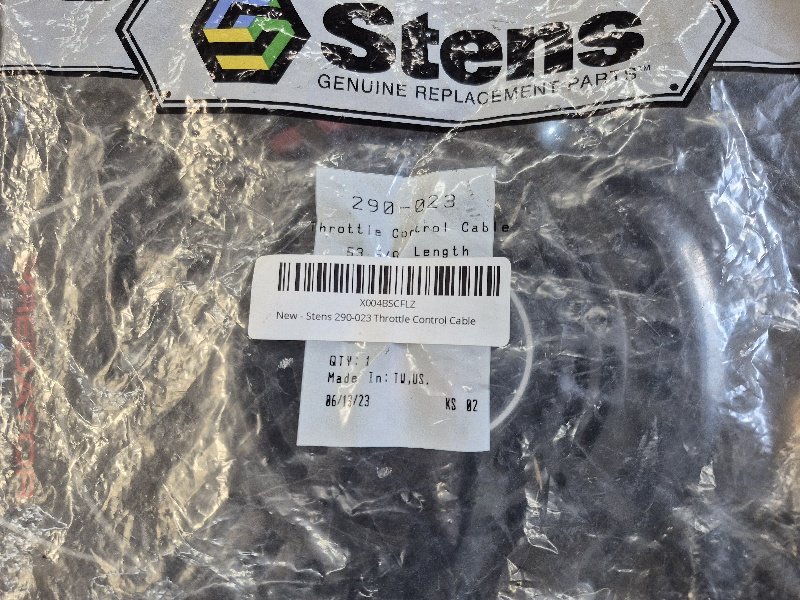 Stens
GENUINE REPLACEMENT PARTS™
290-023
Throttle Control Cable
Length
X004BSCFLZ
New - Stens 290-023 Throttle Control Cable
QTY: 1
Made In: TW,US.
06/13/23 KS 02